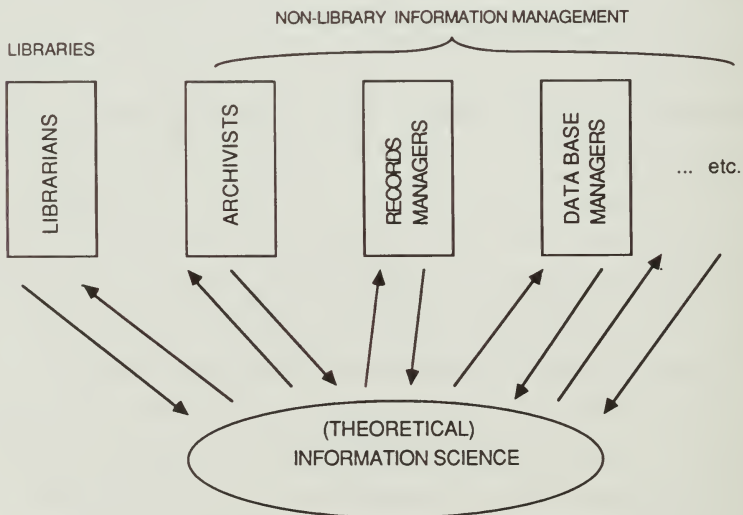 NON-LIBRARY INFORMATION MANAGEMENT
LIBRARIES
LIBRARIANS
ARCHIVISTS
RECORDS
MANAGERS
DATA BASE
MANAGERS
... etc.
(THEORETICAL)
INFORMATION SCIENCE